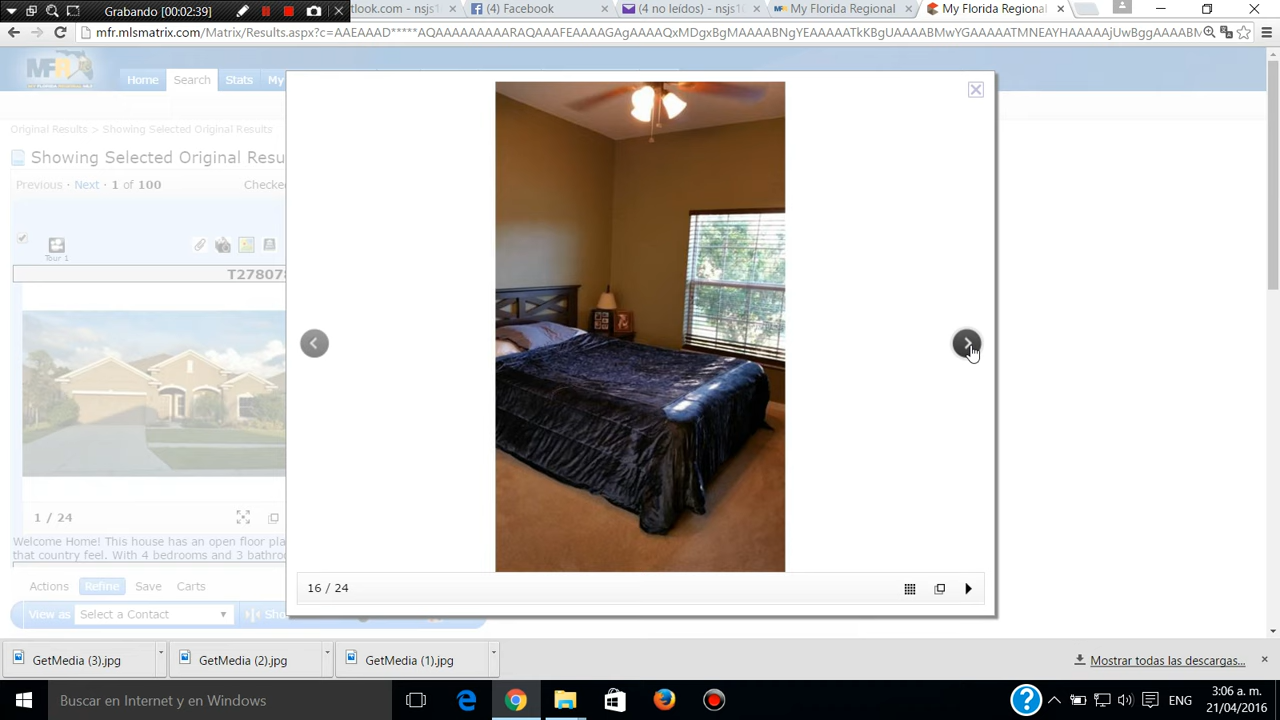 Grabando [00:02:39]
tlook.com - nsjs
(4) Facebook
(4 no leídos) - nsju
My Florida Regional
My Florida Regional
mfr.mlsmatrix.com/Matrix/Results.aspx?c=AAEAAAD*****AQAAAAAAAAARAQAAAFEAAAAGAgAAAAQxMDgxBgMAAAABNgYEAAAAATkKBgUAAAABMwYGAAAAATMNEAYHAAAAAjUwBggAAAABM
MFR
Home Search Stats My
Original Results > Showing Selected Original Results
Showing Selected Original Resu
Previous · Next · 1 of 100 Checke
Tour 1
T27807
1 / 24
Welcome Home! This house has an open floor pla
that country feel. With 4 bedrooms and 3 bathro
Actions Refine Save Carts
View as Select a Contact Sho
16 / 24
GetMedia (3).jpg GetMedia (2).jpg GetMedia (1).jpg Mostrar todas las descargas...
Buscar en Internet y en Windows
ENG
3:06 a. m.
21/04/2016